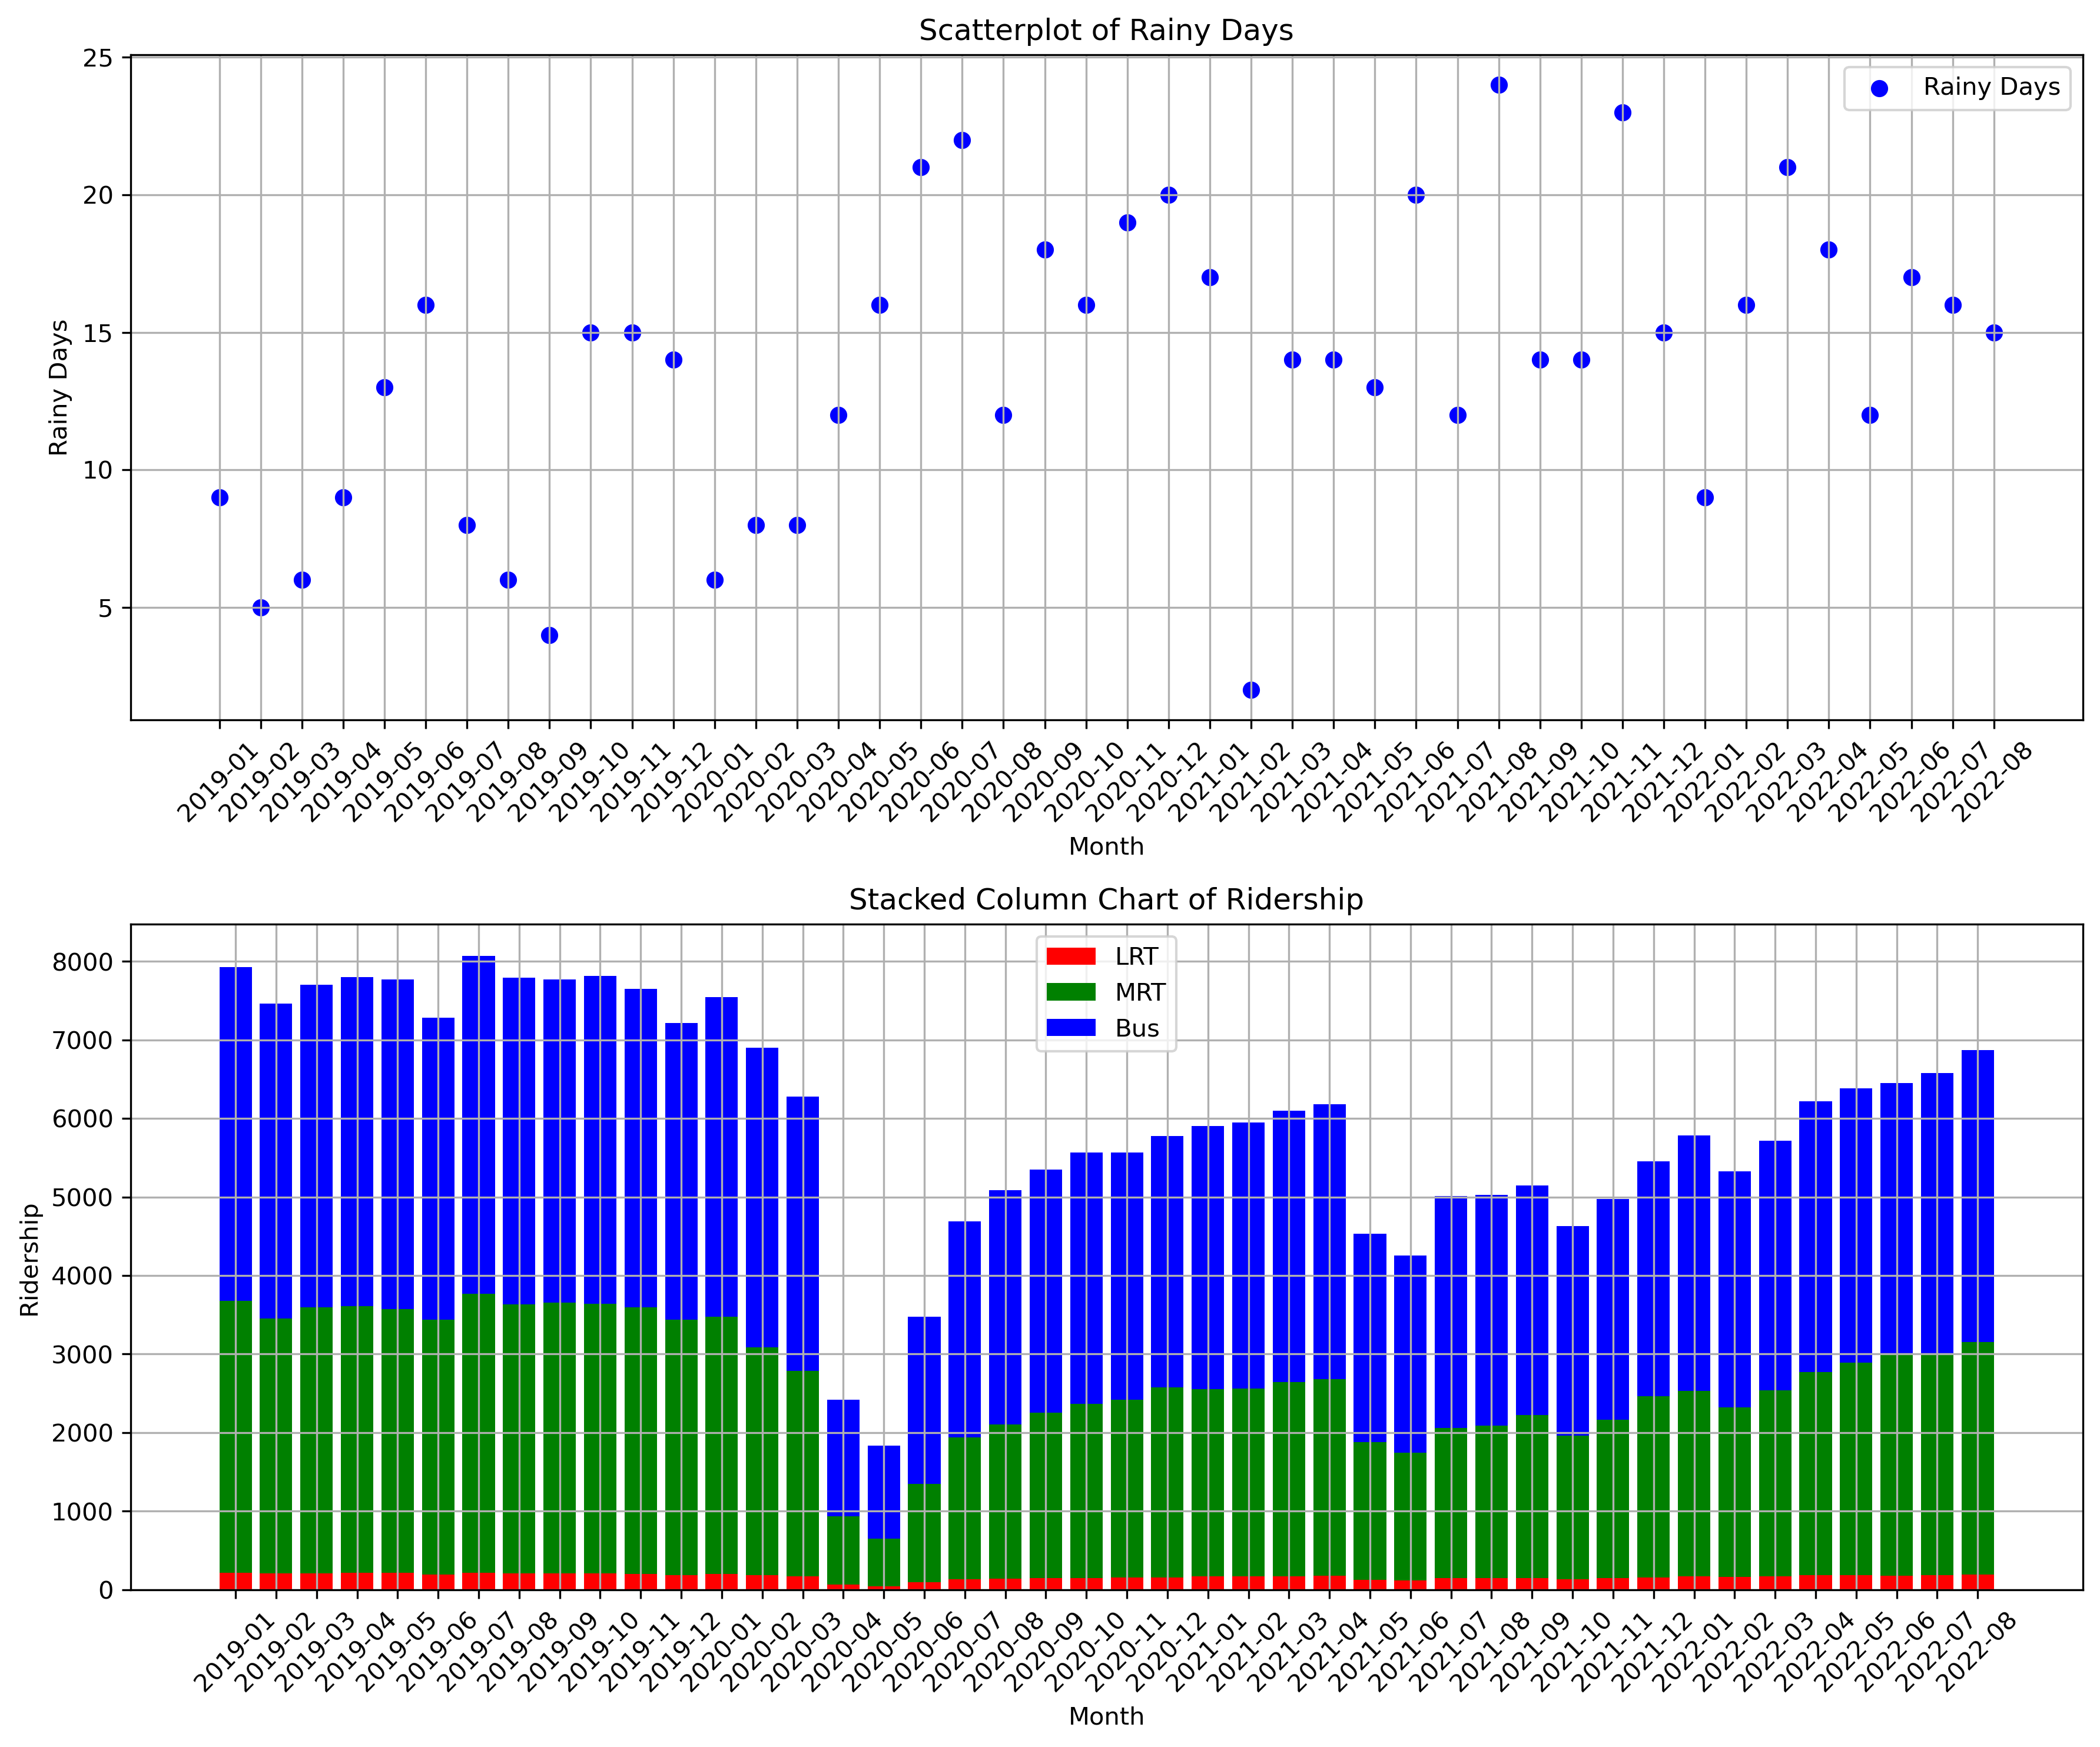 Scatterplot of Rainy Days
25
20
15
10
5
Rainy Days
Rainy Days
2019-01 2019-02 2019-03 2019-04 2019-05 2019-06 2019-07 2019-08 2019-09 2019-10 2019-11 2019-12 2020-01 2020-02 2020-03 2020-04 2020-05 2020-06 2020-07 2020-08 2020-09 2020-10 2020-11 2020-12 2021-01 2021-02 2021-03 2021-04 2021-05 2021-06 2021-07 2021-08 2021-09 2021-10 2021-11 2021-12 2022-01 2022-02 2022-03 2022-04 2022-05 2022-06 2022-07 2022-08
Month
Stacked Column Chart of Ridership
8000
7000
6000
5000
4000
3000
2000
1000
0
Ridership
LRT
MRT
Bus
2019-01 2019-02 2019-03 2019-04 2019-05 2019-06 2019-07 2019-08 2019-09 2019-10 2019-11 2019-12 2020-01 2020-02 2020-03 2020-04 2020-05 2020-06 2020-07 2020-08 2020-09 2020-10 2020-11 2020-12 2021-01 2021-02 2021-03 2021-04 2021-05 2021-06 2021-07 2021-08 2021-09 2021-10 2021-11 2021-12 2022-01 2022-02 2022-03 2022-04 2022-05 2022-06 2022-07 2022-08
Month